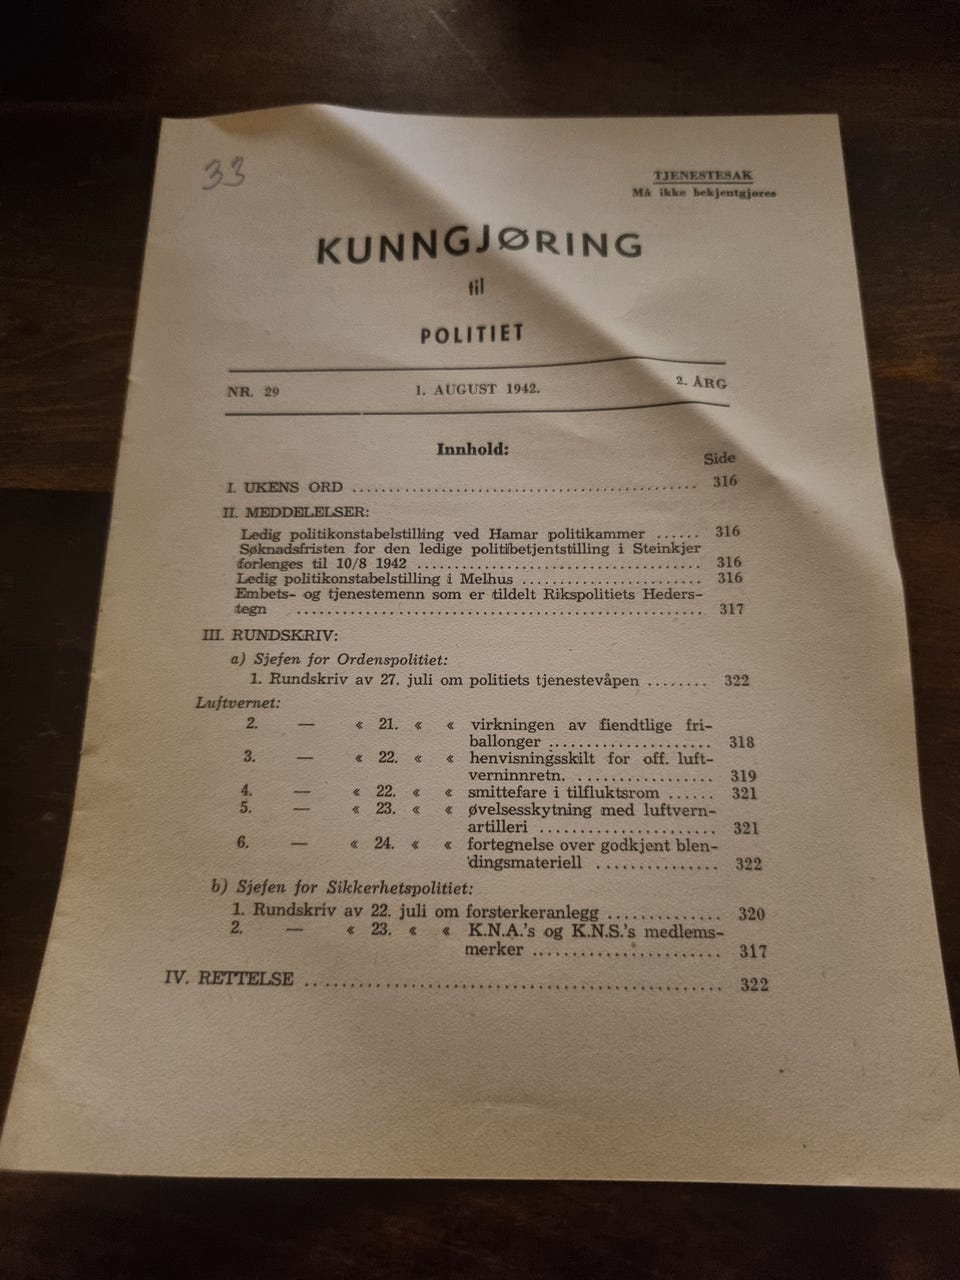 33
TJENESTESAK
Må ikke bekjentgjøres
KUNNGJØRING
til
POLITIET
NR. 29 1. AUGUST 1942. 2. ÅRG
Innhold:
Side
I. UKENS ORD ........................................ 316
II. MEDDELELSER:
Ledig politikonstabelstilling ved Hamar politikammer ...... 316
Søknadsfristen for den ledige politibetjentstilling i Steinkjer
forlenges til 10/8 1942 .................................. 316
Ledig politikonstabelstilling i Melhus ........................ 316
Embets- og tjenestemenn som er tildelt Rikspolitiets Heders-
tegn .................................................... 317
III. RUNDSKRIV:
a) Sjefen for Ordenspolitiet:
1. Rundskriv av 27. juli om politiets tjenestevåpen ........ 322
Luftvernet:
2. — « 21. « « virkningen av fiendtlige fri-
ballonger .................... 318
3. — « 22. « « henvisningsskilt for off. luft-
verninnretn. ................. 319
4. — « 22. « « smittefare i tilfluktsrom ...... 321
5. — « 23. « « øvelsesskytning med luftvern-
artilleri ...................... 321
6. — « 24. « « fortegnelse over godkjent blen-
dingsmateriell ............... 322
b) Sjefen for Sikkerhetspolitiet:
1. Rundskriv av 22. juli om forsterkeranlegg .............. 320
2. — « 23. « « K.N.A.'s og K.N.S.'s medlems-
merker ....................... 317
IV. RETTELSE .............................................. 322